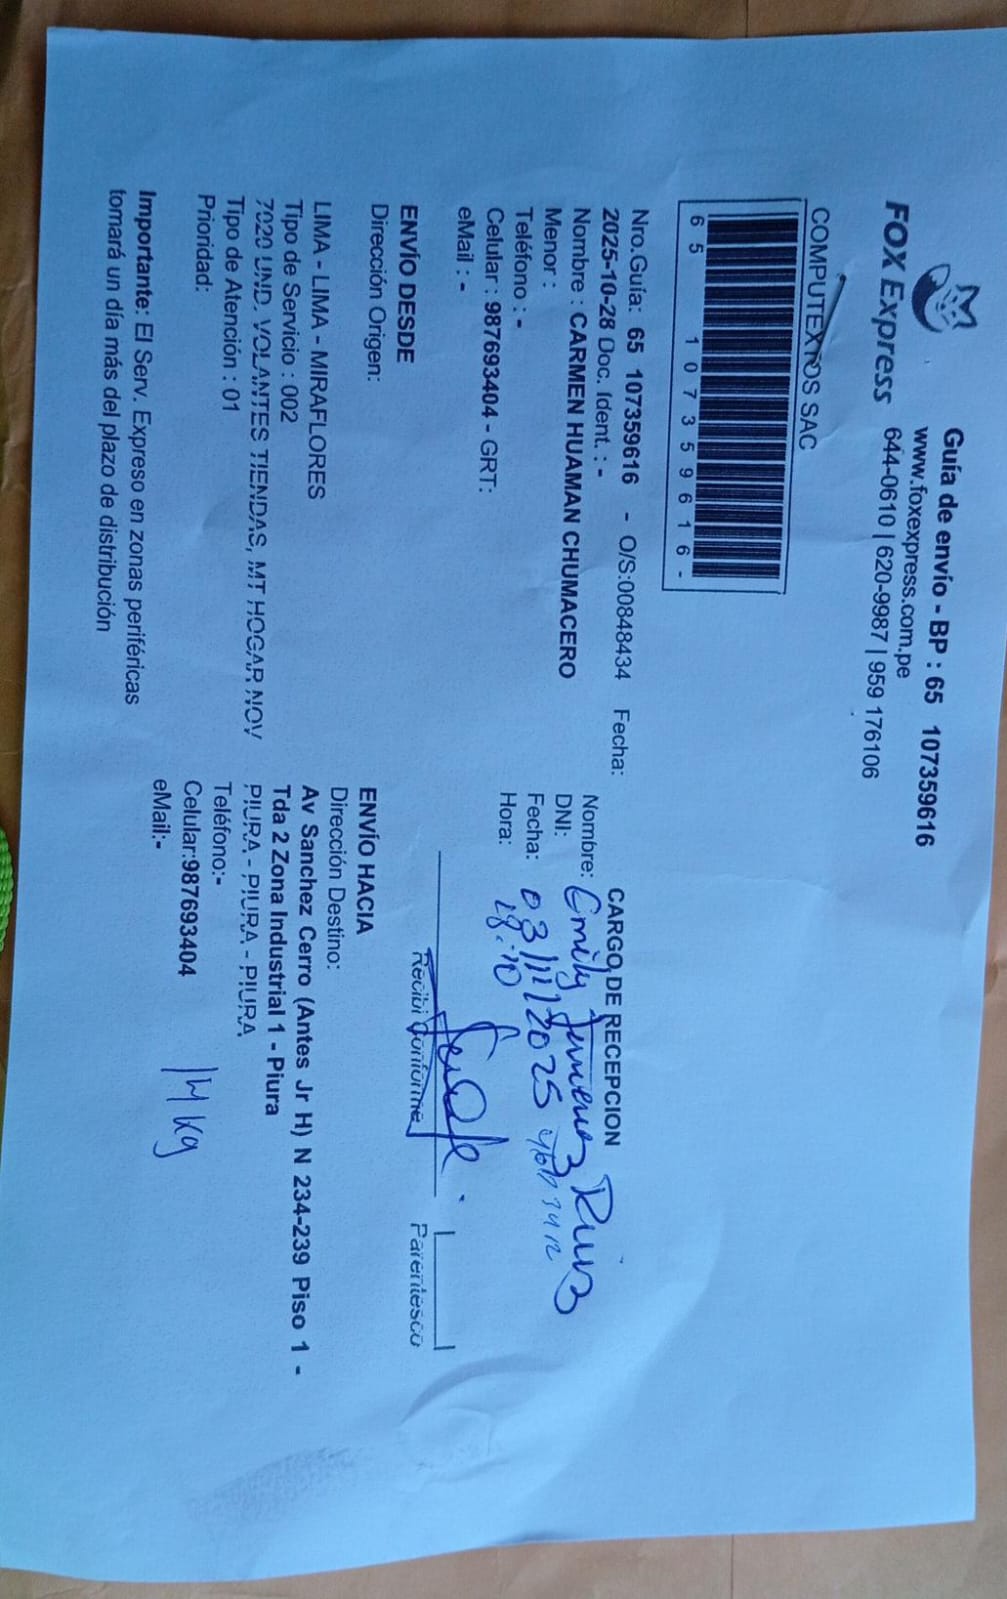 Guía de envío - BP : 65 107359616
www.foxexpress.com.pe
FOX Express 644-0610 | 620-9987 | 959 176106
COMPUTEXTOS SAC
65 107359616-
Nro.Guía: 65 107359616 - O/S:00848434 Fecha:
2025-10-28 Doc. Ident. : -
Nombre : CARMEN HUAMAN CHUMACERO
Menor :
Teléfono : -
Celular : 987693404 - GRT:
eMail : -
CARGO DE RECEPCION
Nombre: Emily Jimenez Ruiz
DNI:
Fecha: 03/11/2025
Hora: 18:10
Recibi Conforme
Parentesco
ENVÍO DESDE
Dirección Origen:
LIMA - LIMA - MIRAFLORES
Tipo de Servicio : 002
7020 UND. VOLANTES TIENDAS, MT HOGAR NOV
Tipo de Atención : 01
Prioridad:
ENVÍO HACIA
Dirección Destino:
Av Sanchez Cerro (Antes Jr H) N 234-239 Piso 1 -
Tda 2 Zona Industrial 1 - Piura
PIURA - PIURA - PIURA
Teléfono:-
Celular:987693404
eMail:-
14 Kg
Importante: El Serv. Expreso en zonas periféricas
tomará un día más del plazo de distribución